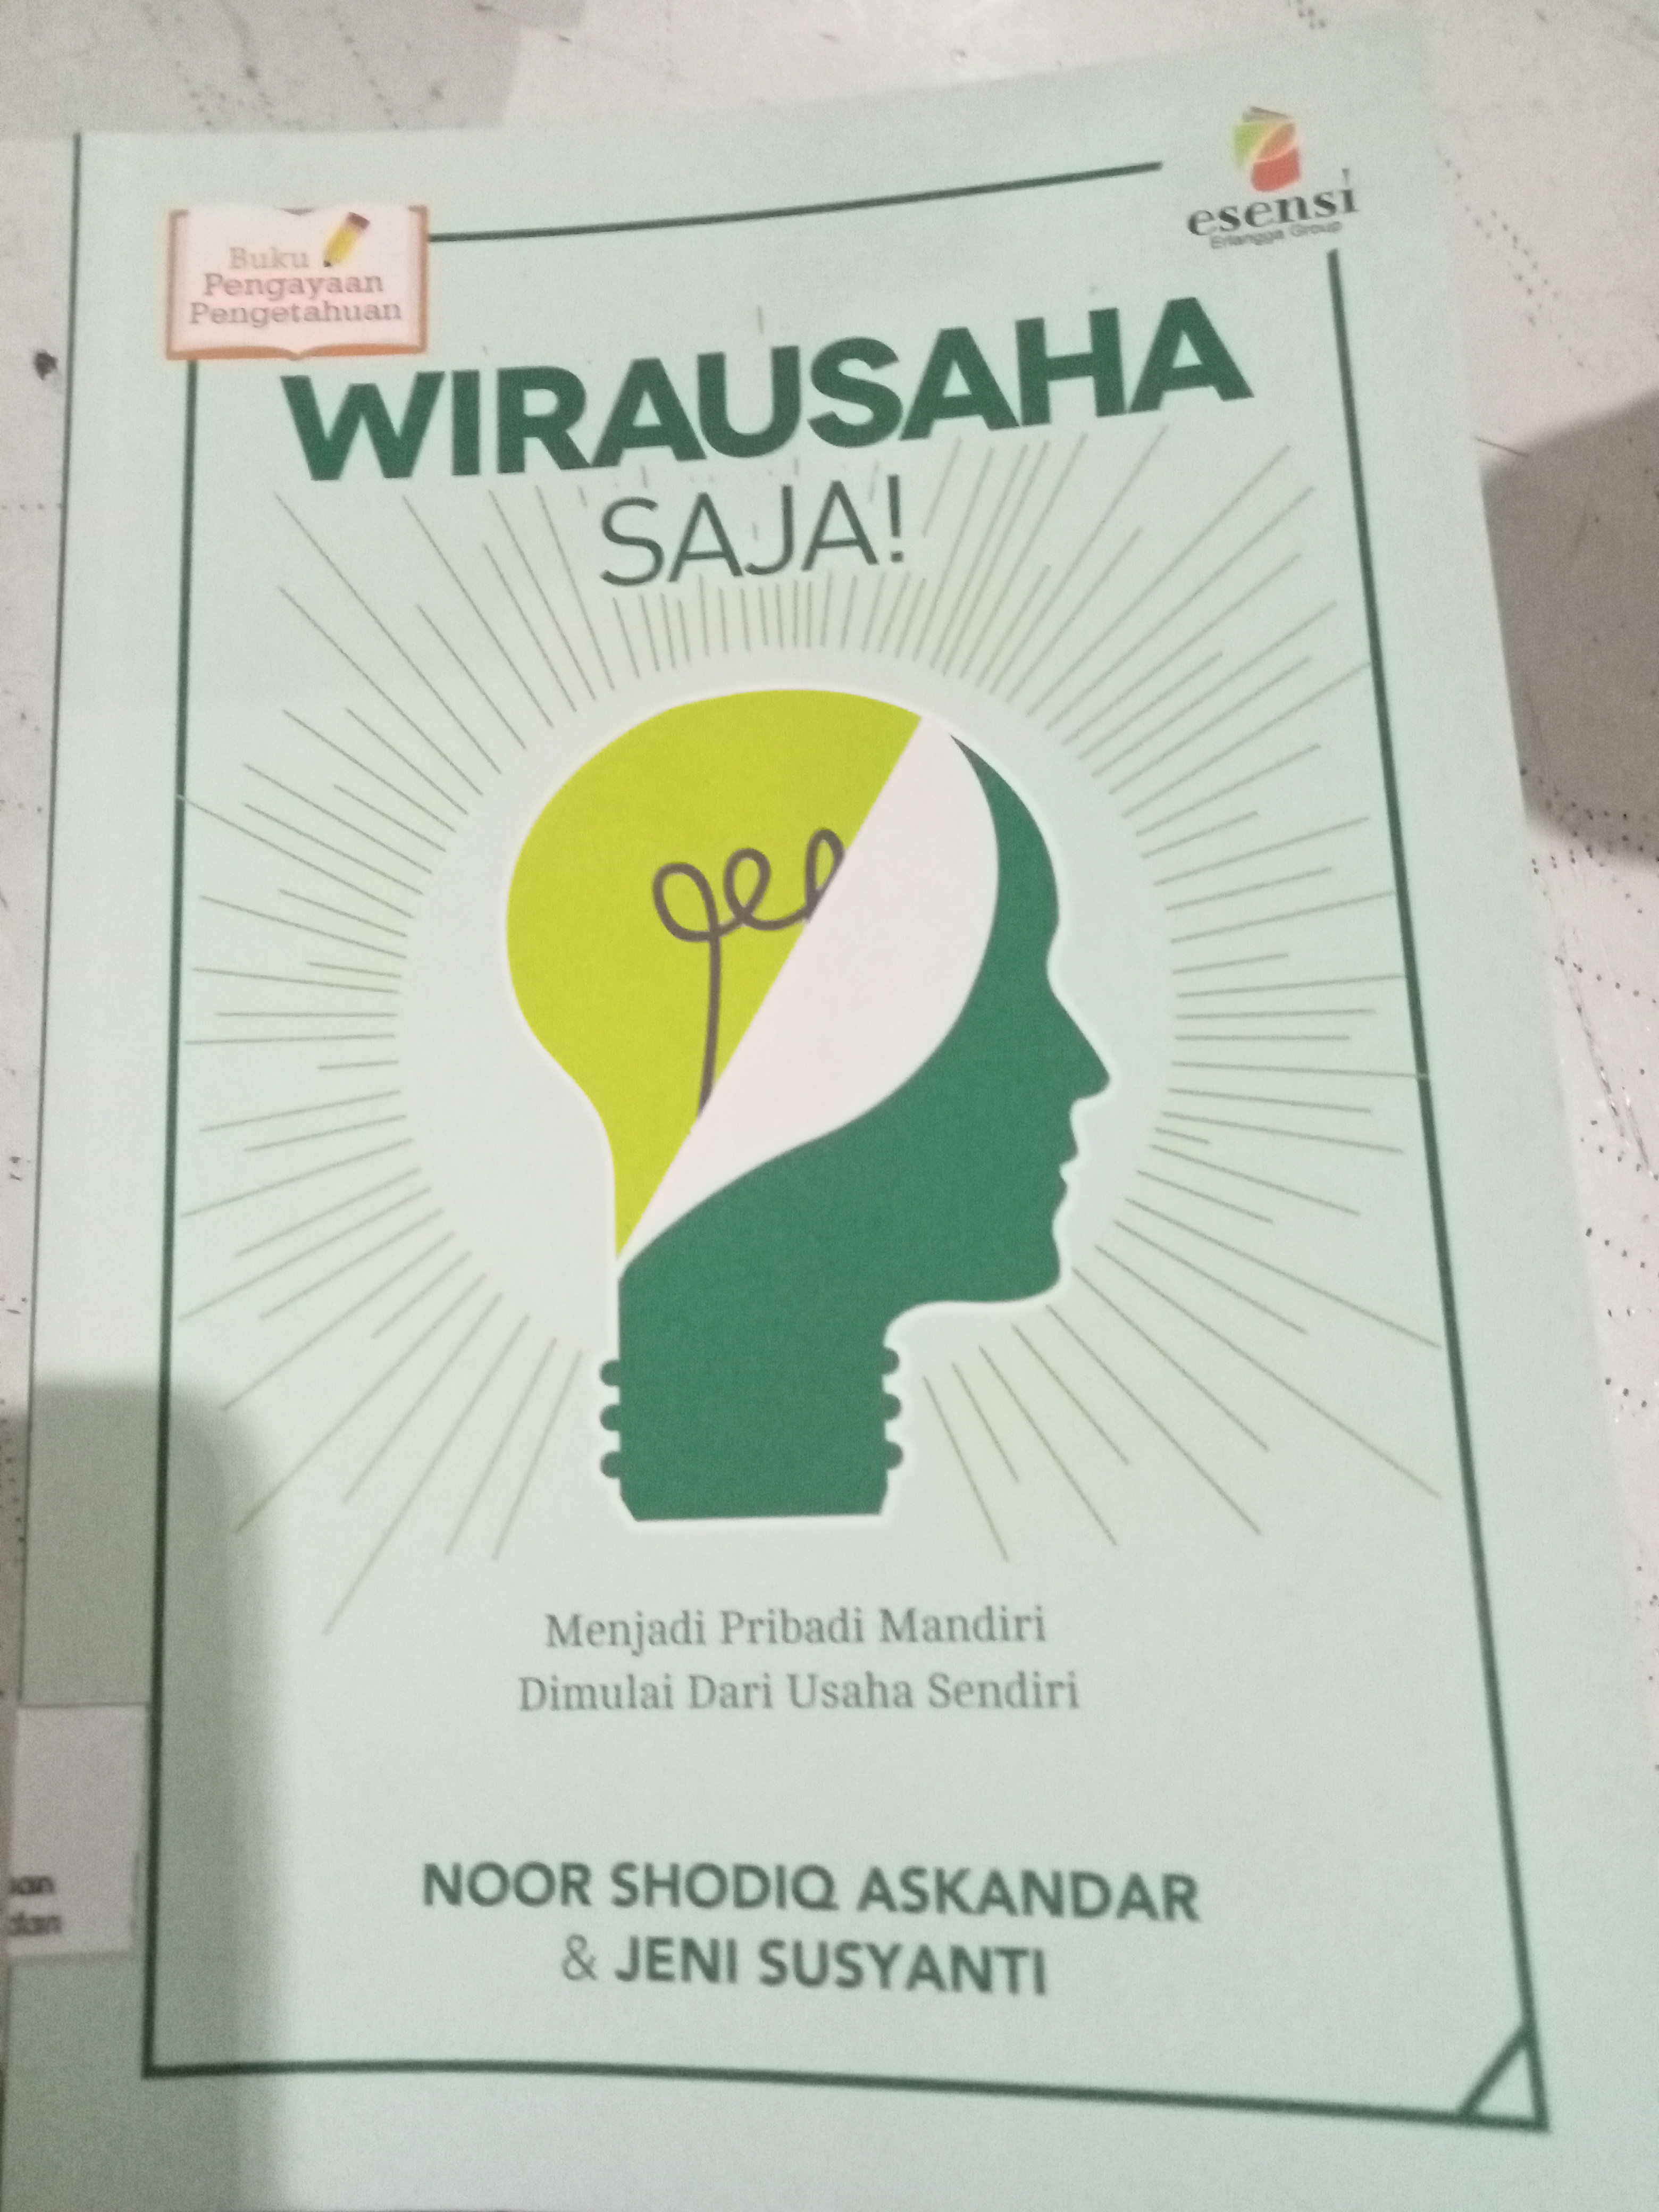 esensi
Erlangga Group
Buku
Pengayaan
Pengetahuan
WIRAUSAHA
SAJA!
Menjadi Pribadi Mandiri
Dimulai Dari Usaha Sendiri
NOOR SHODIQ ASKANDAR
& JENI SUSYANTI